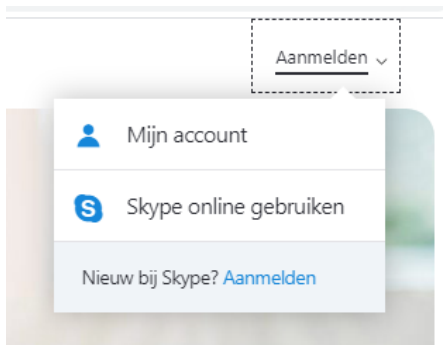 Aanmelden
Mijn account
Skype online gebruiken
Nieuw bij Skype? Aanmelden